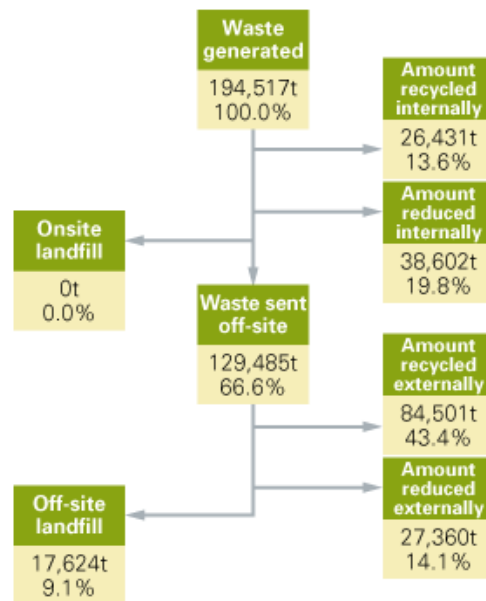 Waste
generated
194,517t
100.0%
Amount
recycled
internally
26,431t
13.6%
Amount
reduced
internally
38,602t
19.8%
Onsite
landfill
0t
0.0%
Waste sent
off-site
129,485t
66.6%
Amount
recycled
externally
84,501t
43.4%
Amount
reduced
externally
27,360t
14.1%
Off-site
landfill
17,624t
9.1%